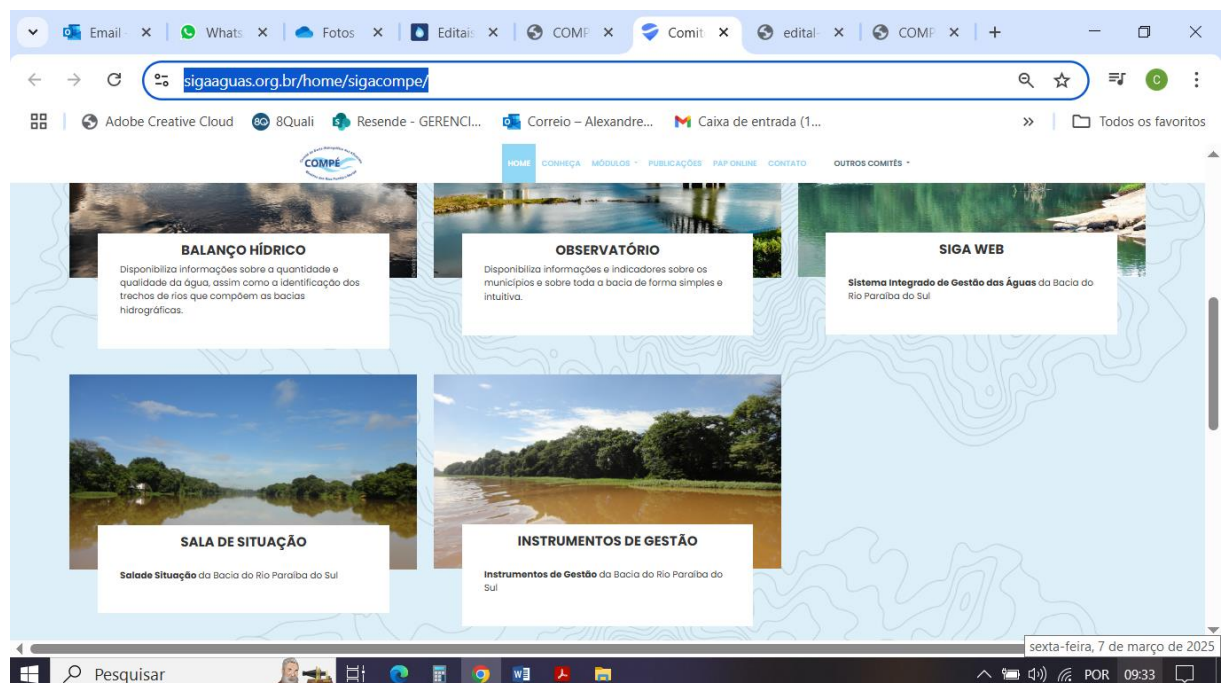 Email
Whats
Fotos
Editais
COMP
Comit
edital-
COMP
sigaaguas.org.br/home/sigacompe/
Adobe Creative Cloud
8Q 8Quali
Resende - GERENCI...
Correio – Alexandre...
Caixa de entrada (1...
Todos os favoritos
COMPÉ
HOME
CONHEÇA
MÓDULOS
PUBLICAÇÕES
PAP ONLINE
CONTATO
OUTROS COMITÊS
BALANÇO HÍDRICO
Disponibiliza informações sobre a quantidade e
qualidade da água, assim como a identificação dos
trechos de rios que compõem as bacias
hidrográficas.
OBSERVATÓRIO
Disponibiliza informações e indicadores sobre os
municípios e sobre toda a bacia de forma simples e
intuitiva.
SIGA WEB
Sistema Integrado de Gestão das Águas da Bacia do
Rio Paraíba do Sul
SALA DE SITUAÇÃO
Salade Situação da Bacia do Rio Paraíba do Sul
INSTRUMENTOS DE GESTÃO
Instrumentos de Gestão da Bacia do Rio Paraíba do
Sul
sexta-feira, 7 de março de 2025
Pesquisar
POR
09:33